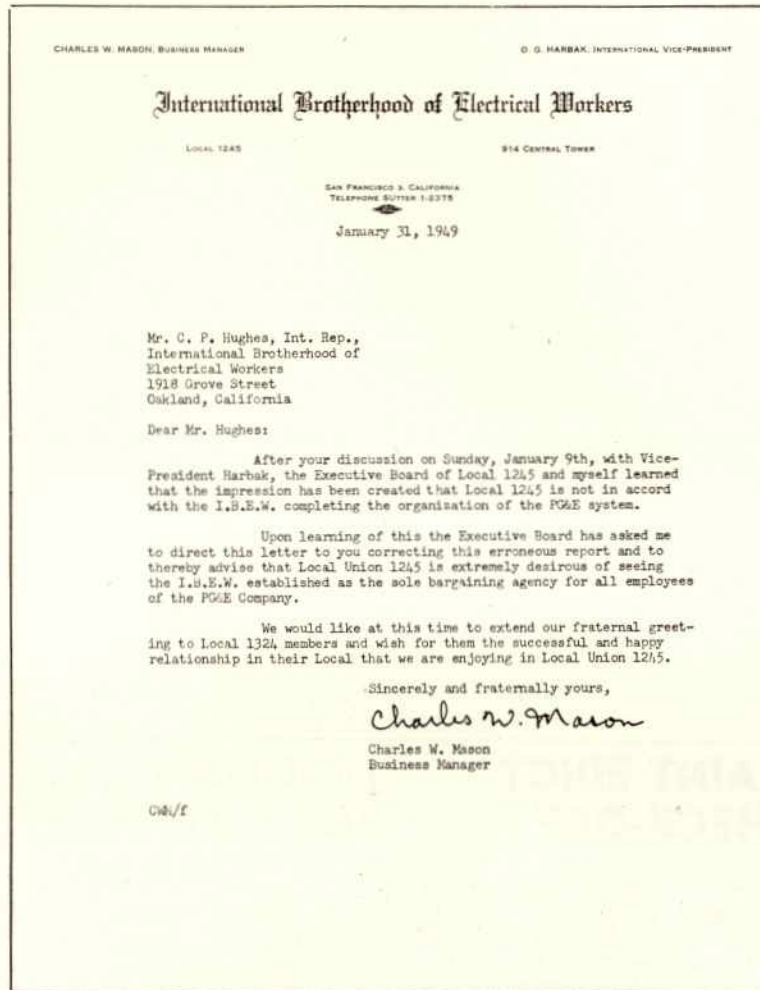 CHARLES W. MASON, BUSINESS MANAGER
O. G. HARBAK, INTERNATIONAL VICE-PRESIDENT
International Brotherhood of Electrical Workers
LOCAL 1245
914 CENTRAL TOWER
SAN FRANCISCO 3, CALIFORNIA
TELEPHONE SUTTER 1-2375
January 31, 1949
Mr. C. P. Hughes, Int. Rep.,
International Brotherhood of
Electrical Workers
1918 Grove Street
Oakland, California
Dear Mr. Hughes:
After your discussion on Sunday, January 9th, with Vice-
President Harbak, the Executive Board of Local 1245 and myself learned
that the impression has been created that Local 1245 is not in accord
with the I.B.E.W. completing the organization of the PG&E system.
Upon learning of this the Executive Board has asked me
to direct this letter to you correcting this erroneous report and to
thereby advise that Local Union 1245 is extremely desirous of seeing
the I.B.E.W. established as the sole bargaining agency for all employees
of the PG&E Company.
We would like at this time to extend our fraternal greet-
ing to Local 1324 members and wish for them the successful and happy
relationship in their Local that we are enjoying in Local Union 1245.
Sincerely and fraternally yours,
Charles W. Mason
Charles W. Mason
Business Manager
CWM/f